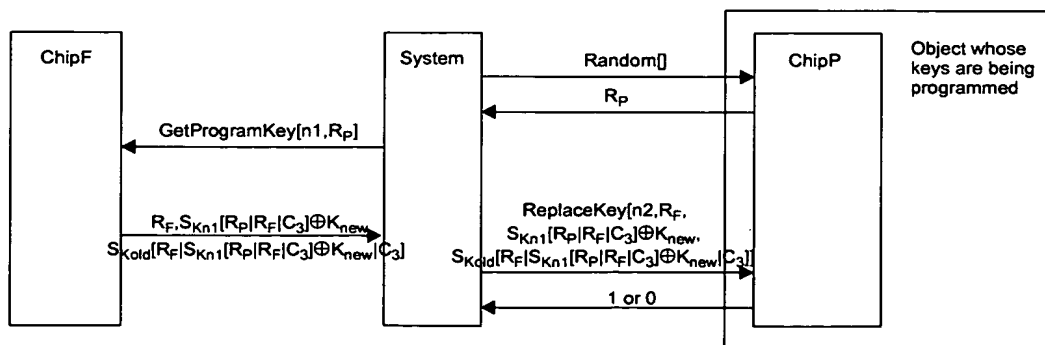 ChipF
System
ChipP
Object whose
keys are being
programmed
Random[]
R_P
GetProgramKey[n1,R_P]
R_F,S_Kn1[R_P|R_F|C_3]⊕K_new
S_Kold[R_F|S_Kn1[R_P|R_F|C_3]⊕K_new|C_3]
ReplaceKey[n2,R_F,
S_Kn1[R_P|R_F|C_3]⊕K_new,
S_Kold[R_F|S_Kn1[R_P|R_F|C_3]⊕K_new|C_3]]
1 or 0